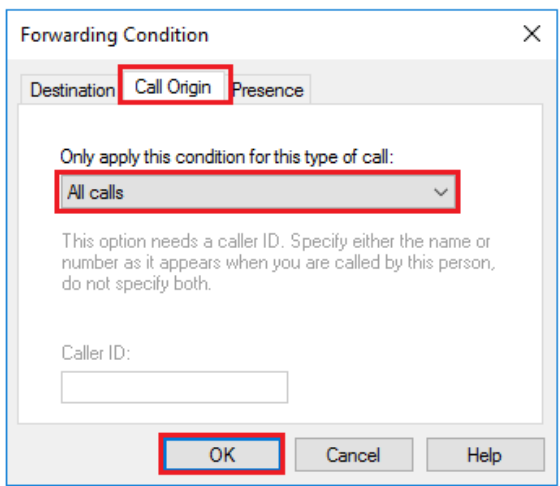 Forwarding Condition
Destination Call Origin Presence
Only apply this condition for this type of call:
All calls
This option needs a caller ID. Specify either the name or
number as it appears when you are called by this person,
do not specify both.
Caller ID:
OK Cancel Help